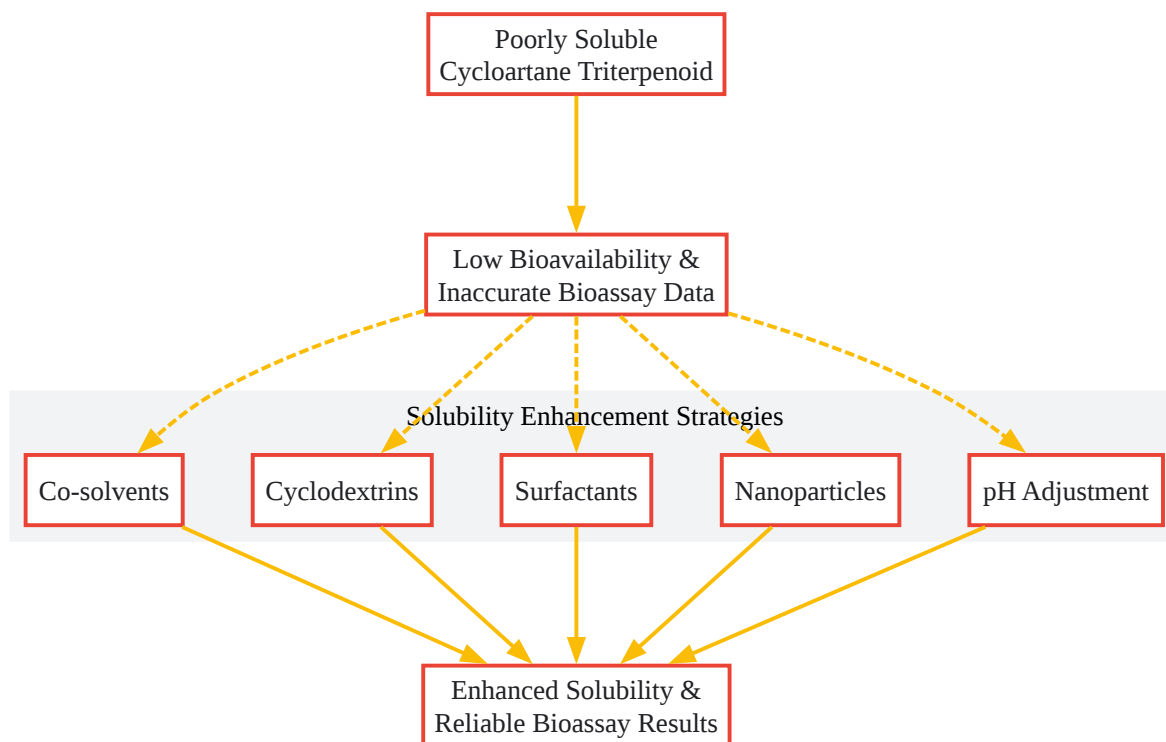 Poorly Soluble
Cycloartane Triterpenoid
Low Bioavailability &
Inaccurate Bioassay Data
Solubility Enhancement Strategies
Co-solvents
Cyclodextrins
Surfactants
Nanoparticles
pH Adjustment
Enhanced Solubility &
Reliable Bioassay Results